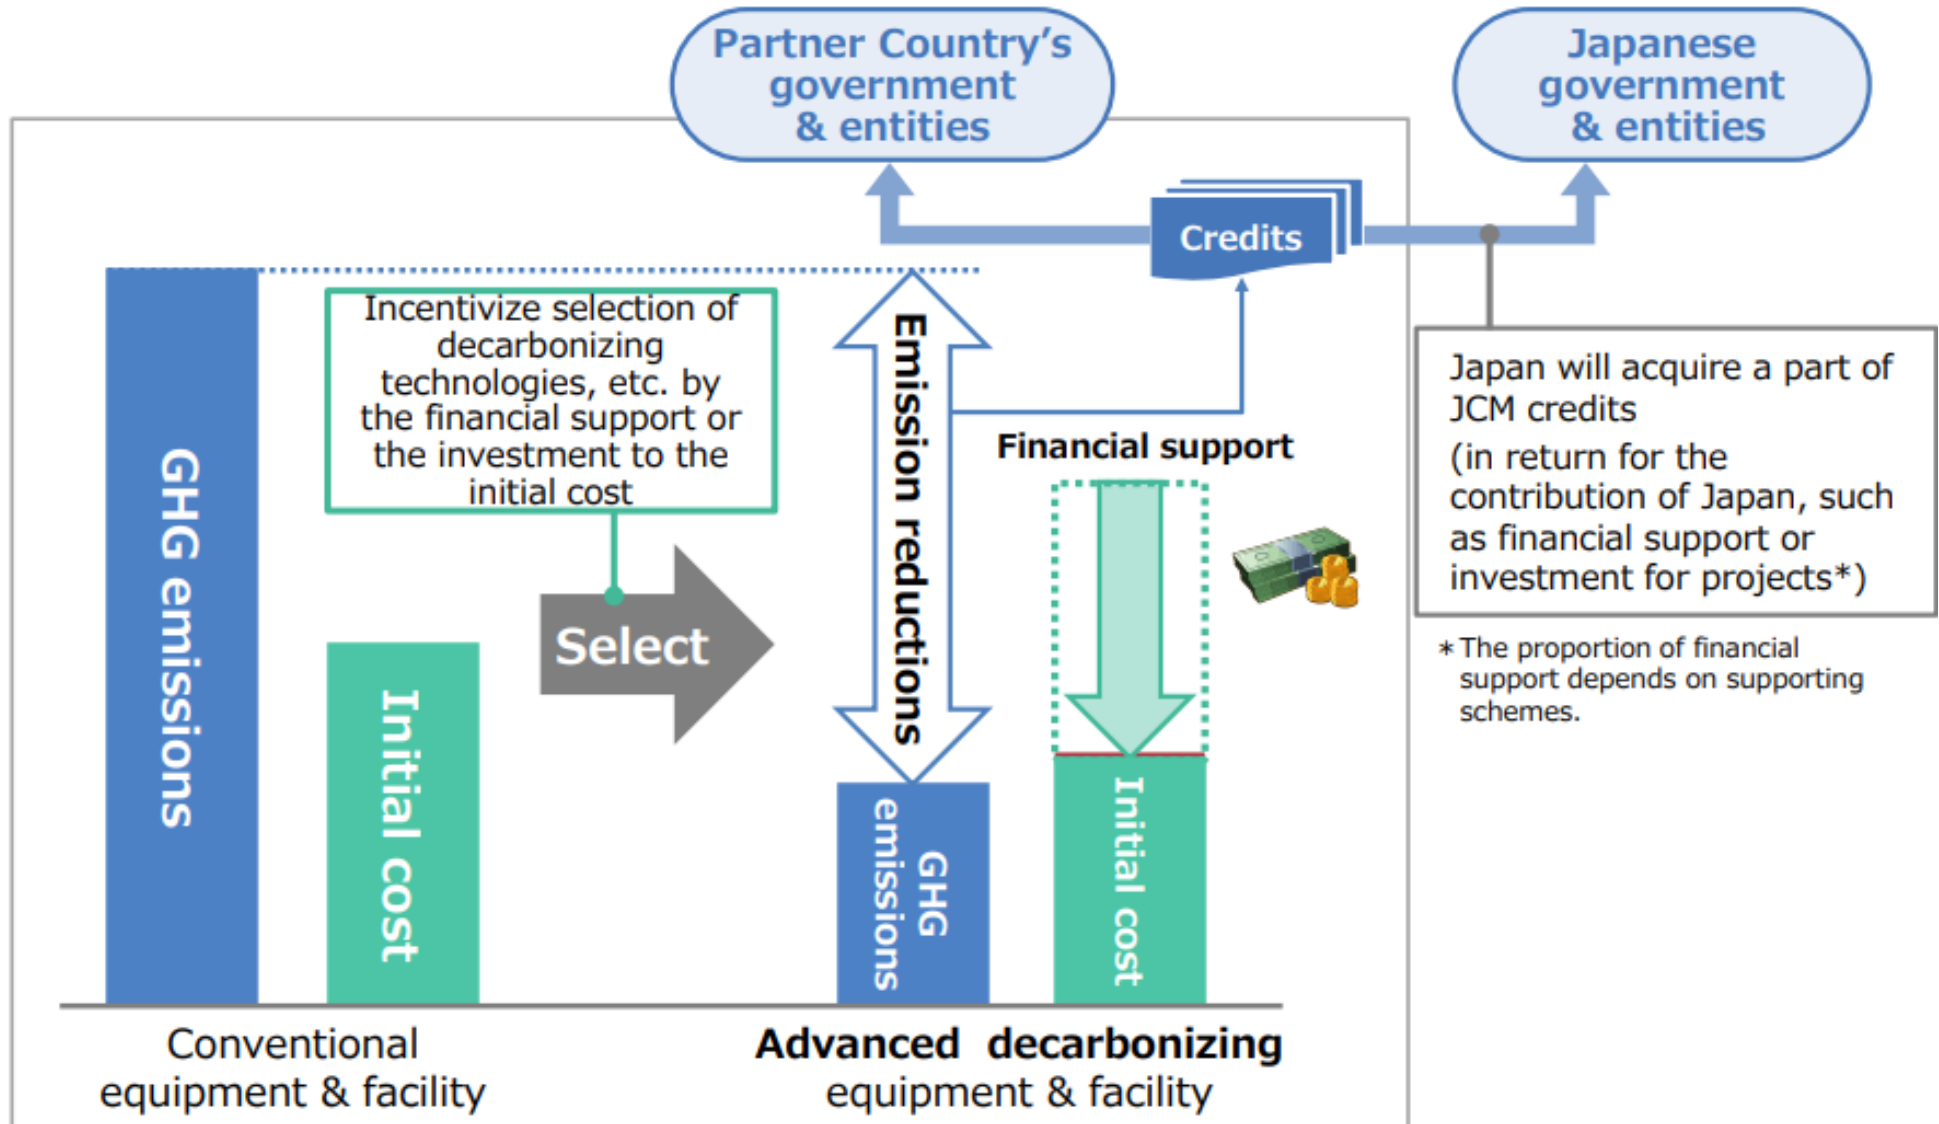 Partner Country’s
government
& entities
Japanese
government
& entities
Credits
Incentivize selection of
decarbonizing
technologies, etc. by
the financial support or
the investment to the
initial cost
Select
GHG emissions
Initial cost
Emission reductions
Financial support
GHG
emissions
Initial cost
Japan will acquire a part of
JCM credits
(in return for the
contribution of Japan, such
as financial support or
investment for projects*)
* The proportion of financial
support depends on supporting
schemes.
Conventional
equipment & facility
Advanced decarbonizing
equipment & facility